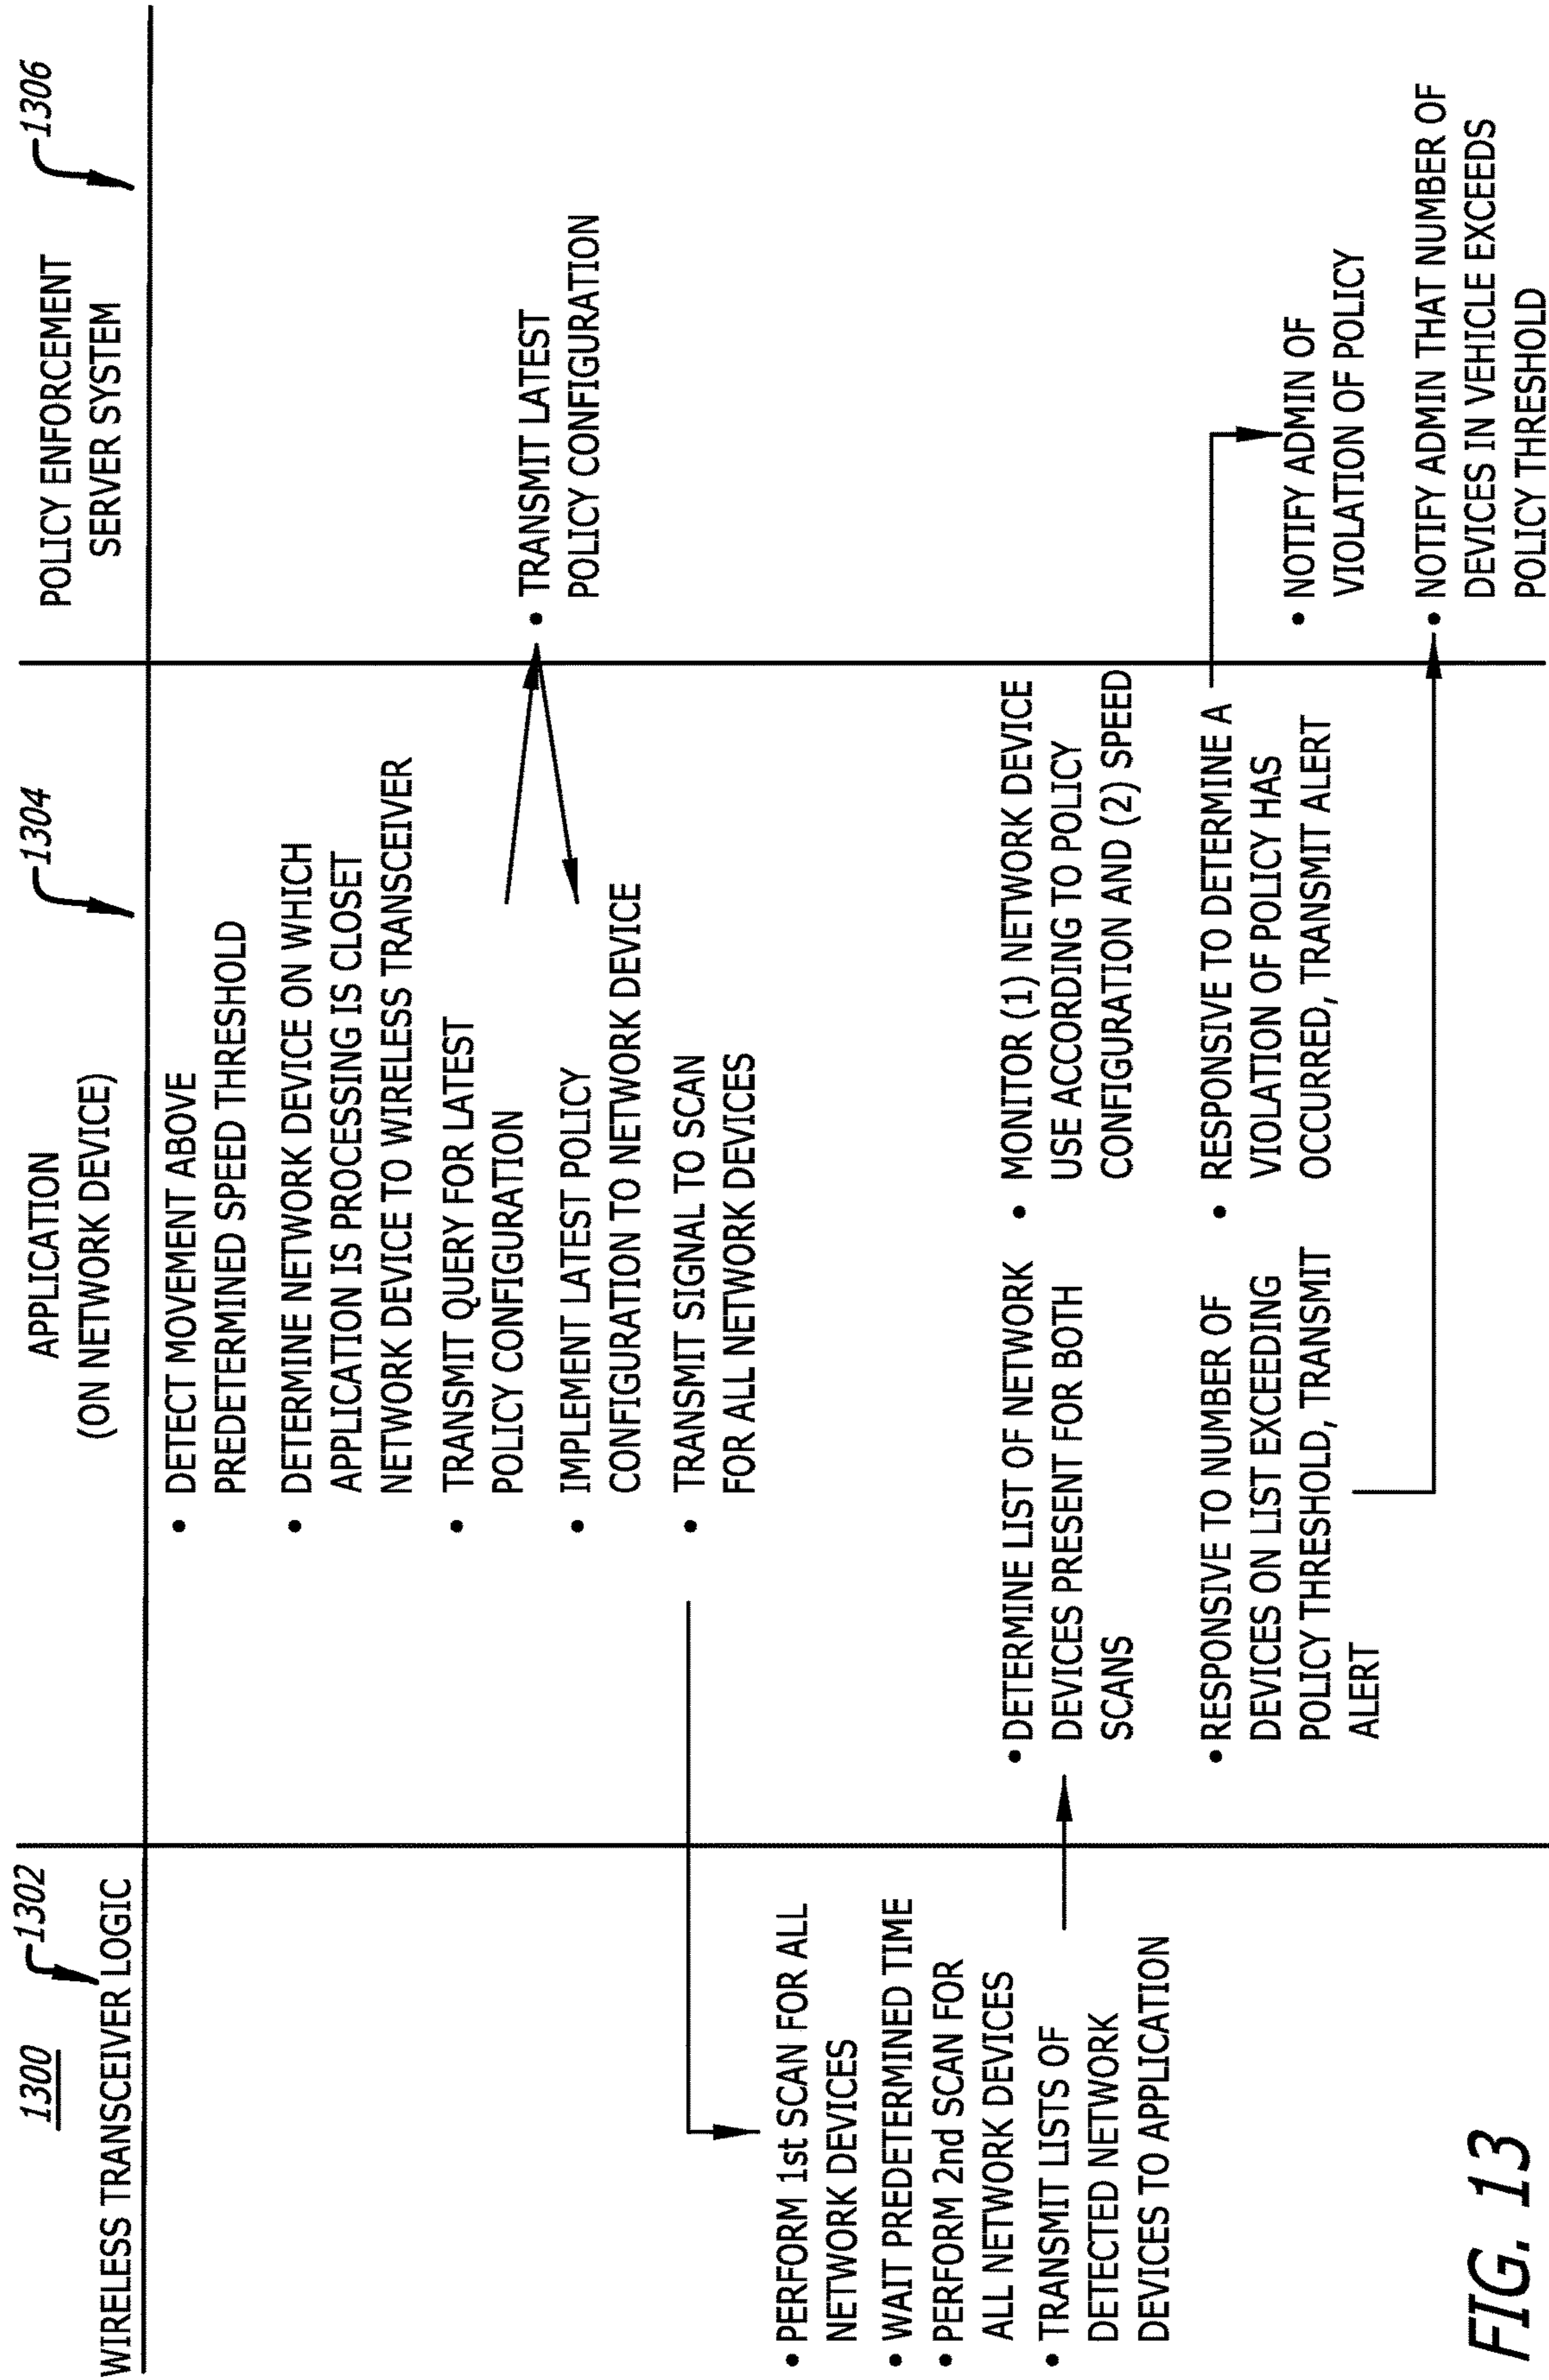 1300
1302
WIRELESS TRANSCEIVER LOGIC
APPLICATION
(ON NETWORK DEVICE)
1304
POLICY ENFORCEMENT
SERVER SYSTEM
1306
• DETECT MOVEMENT ABOVE
PREDETERMINED SPEED THRESHOLD
• DETERMINE NETWORK DEVICE ON WHICH
APPLICATION IS PROCESSING IS CLOSET
NETWORK DEVICE TO WIRELESS TRANSCEIVER
• TRANSMIT QUERY FOR LATEST
POLICY CONFIGURATION
• TRANSMIT LATEST
POLICY CONFIGURATION
• IMPLEMENT LATEST POLICY
CONFIGURATION TO NETWORK DEVICE
• TRANSMIT SIGNAL TO SCAN
FOR ALL NETWORK DEVICES
• PERFORM 1st SCAN FOR ALL
NETWORK DEVICES
• WAIT PREDETERMINED TIME
• PERFORM 2nd SCAN FOR
ALL NETWORK DEVICES
• TRANSMIT LISTS OF
DETECTED NETWORK
DEVICES TO APPLICATION
• DETERMINE LIST OF NETWORK
DEVICES PRESENT FOR BOTH
SCANS
• RESPONSIVE TO NUMBER OF
DEVICES ON LIST EXCEEDING
POLICY THRESHOLD, TRANSMIT
ALERT
• MONITOR (1) NETWORK DEVICE
USE ACCORDING TO POLICY
CONFIGURATION AND (2) SPEED
• RESPONSIVE TO DETERMINE A
VIOLATION OF POLICY HAS
OCCURRED, TRANSMIT ALERT
• NOTIFY ADMIN OF
VIOLATION OF POLICY
• NOTIFY ADMIN THAT NUMBER OF
DEVICES IN VEHICLE EXCEEDS
POLICY THRESHOLD
FIG. 13